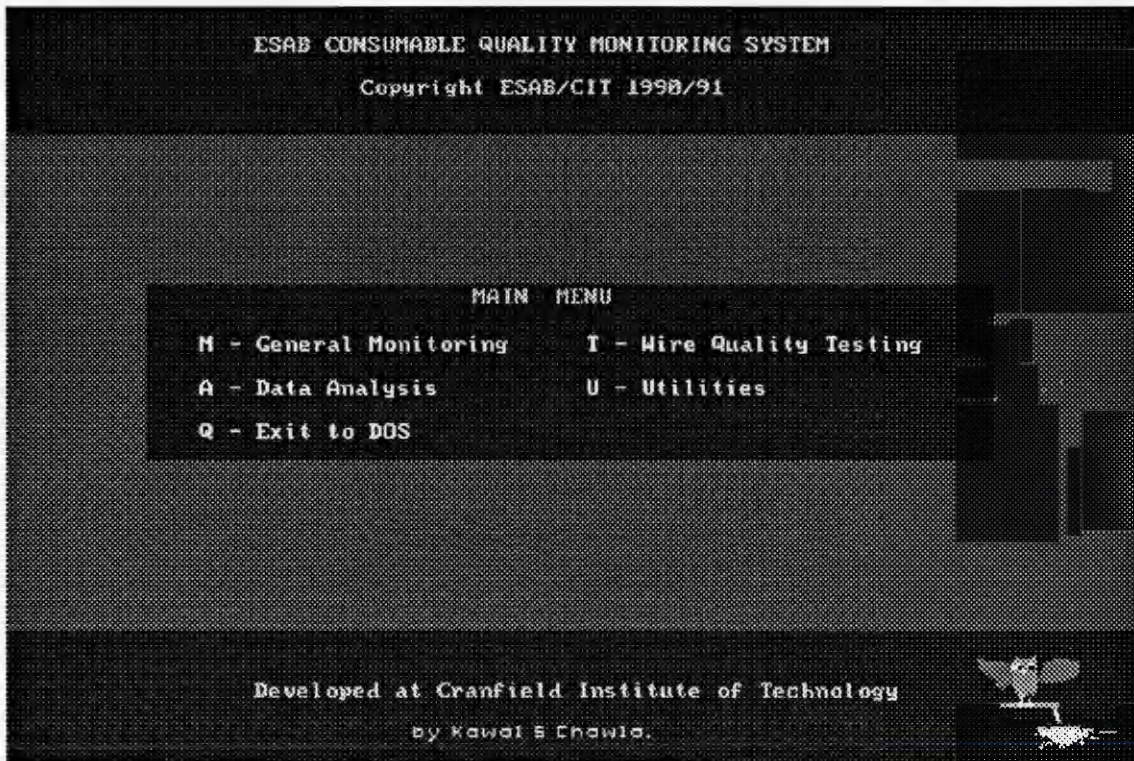 ESAB CONSUMABLE QUALITY MONITORING SYSTEM
Copyright ESAB/CIT 1990/91
MAIN MENU
M - General Monitoring T - Wire Quality Testing
A - Data Analysis U - Utilities
Q - Exit to DOS
Developed at Cranfield Institute of Technology
by Kawal S Chawla.